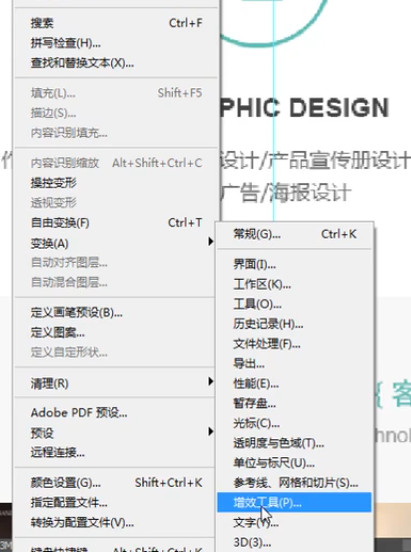 搜索 Ctrl+F
拼写检查(H)...
查找和替换文本(X)...
填充(L)... Shift+F5
描边(S)...
内容识别填充...
内容识别缩放 Alt+Shift+Ctrl+C
操控变形
透视变形
自由变换(F) Ctrl+T
变换(A)
自动对齐图层...
自动混合图层...
定义画笔预设(B)...
定义图案...
定义自定形状...
清理(R)
Adobe PDF 预设...
预设
远程连接...
颜色设置(G)... Shift+Ctrl+K
指定配置文件...
转换为配置文件(V)...
键盘快捷键... Alt+Shift+Ctrl+K
常规(G)... Ctrl+K
界面(I)...
工作区(K)...
工具(O)...
历史记录(H)...
文件处理(F)...
导出...
性能(E)...
暂存盘...
光标(C)...
透明度与色域(T)...
单位与标尺(U)...
参考线、网格和切片(S)...
增效工具(P)...
文字(Y)...
3D(3)...
PHIC DESIGN
作
设计/产品宣传册设计
广告/海报设计
{ 客
hnol